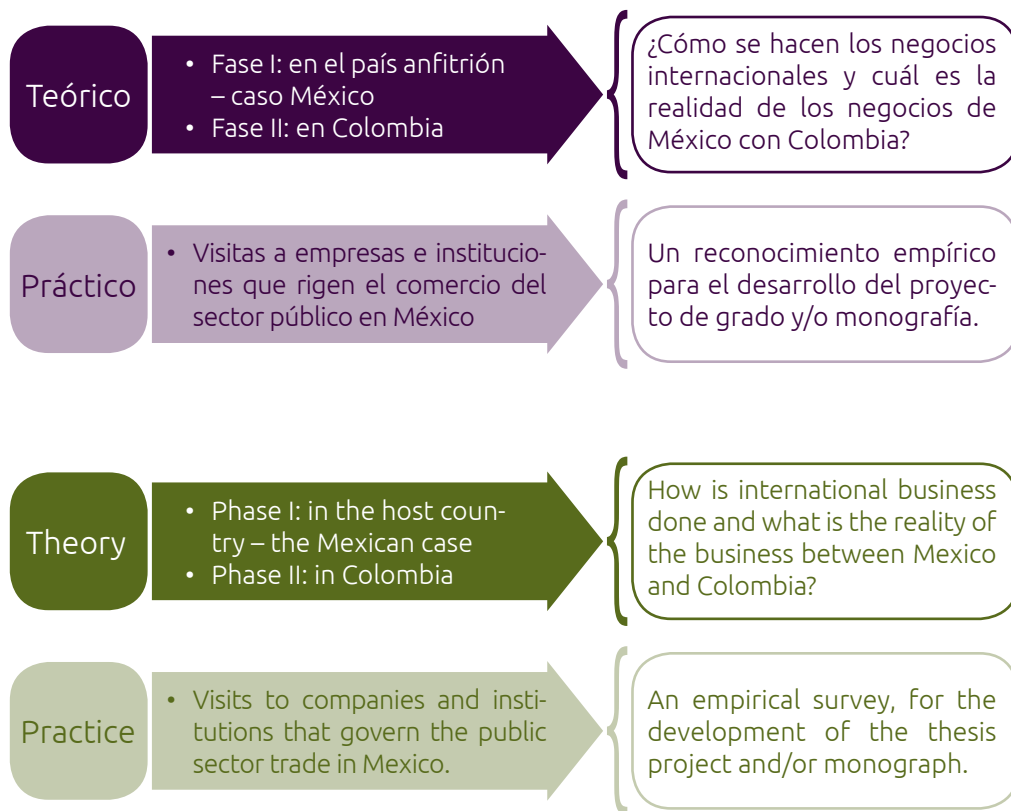 Teórico
• Fase I: en el país anfitrión
– caso México
• Fase II: en Colombia
¿Cómo se hacen los negocios
internacionales y cuál es la
realidad de los negocios de
México con Colombia?
Práctico
• Visitas a empresas e institucio-
nes que rigen el comercio del
sector público en México
Un reconocimiento empírico
para el desarrollo del proyec-
to de grado y/o monografía.
Theory
• Phase I: in the host coun-
try – the Mexican case
• Phase II: in Colombia
How is international business
done and what is the reality of
the business between Mexico
and Colombia?
Practice
• Visits to companies and insti-
tutions that govern the public
sector trade in Mexico.
An empirical survey, for the
development of the thesis
project and/or monograph.